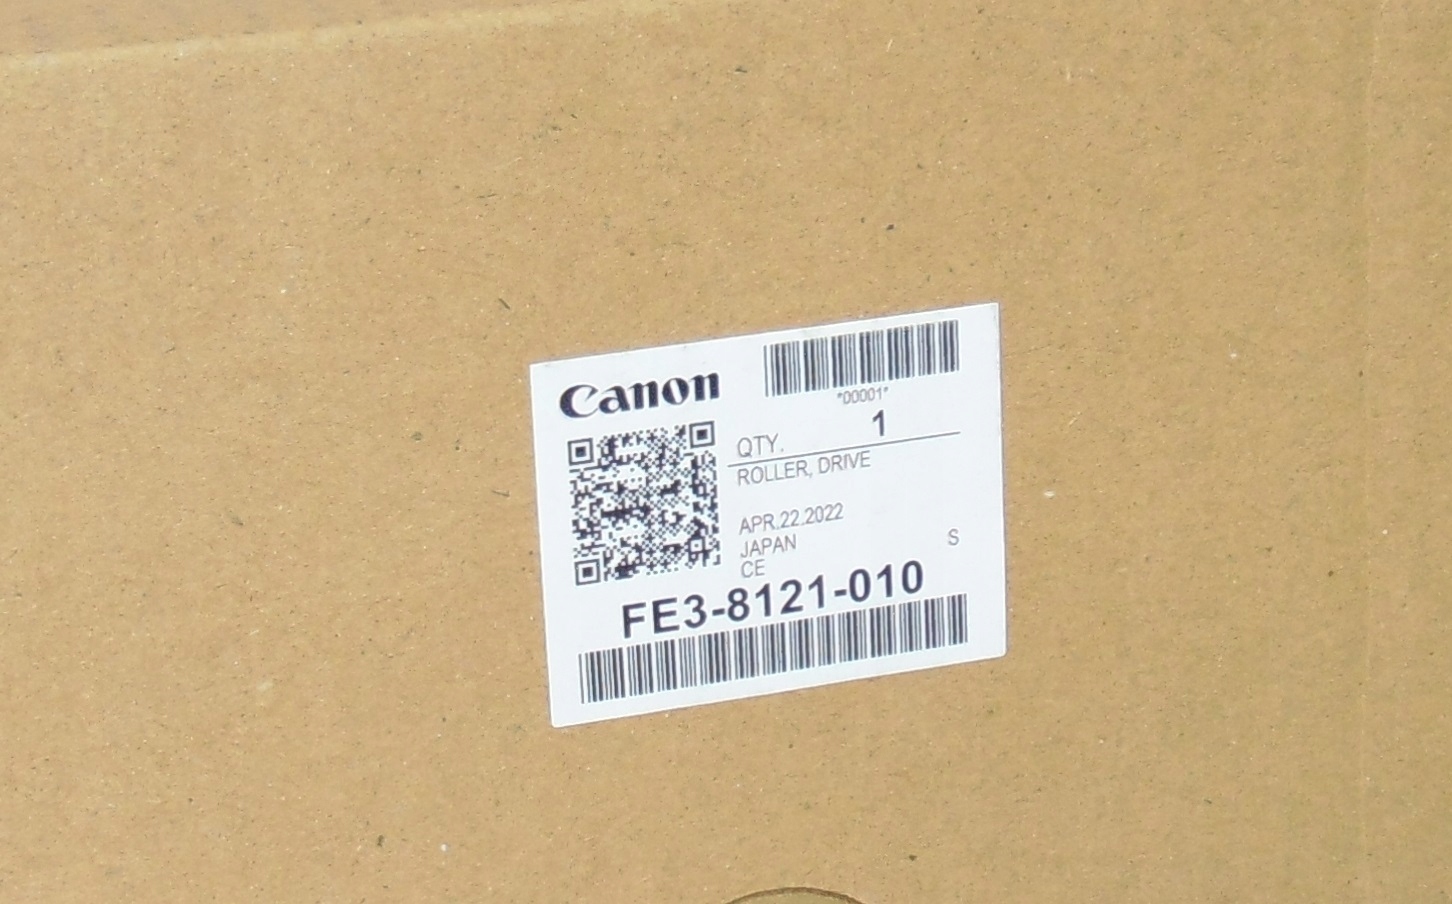 Canon
*00001*
QTY. 1
ROLLER, DRIVE
APR.22.2022
JAPAN S
CE
FE3-8121-010